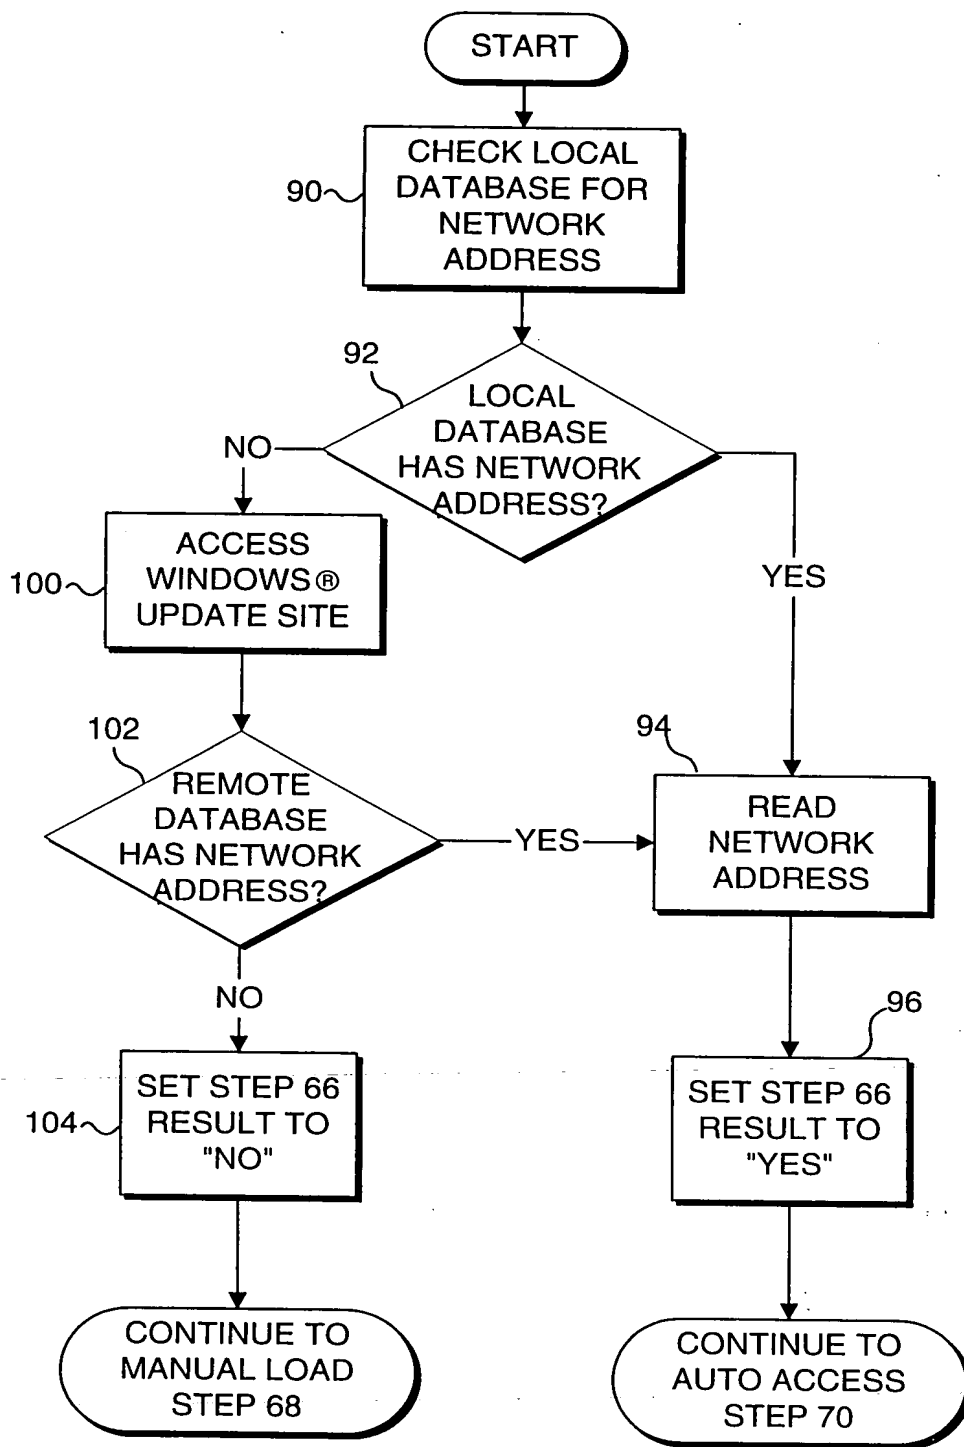 START
90
CHECK LOCAL
DATABASE FOR
NETWORK
ADDRESS
92
LOCAL
DATABASE
HAS NETWORK
ADDRESS?
NO
YES
100
ACCESS
WINDOWS®
UPDATE SITE
102
REMOTE
DATABASE
HAS NETWORK
ADDRESS?
YES
NO
94
READ
NETWORK
ADDRESS
104
SET STEP 66
RESULT TO
"NO"
96
SET STEP 66
RESULT TO
"YES"
CONTINUE TO
MANUAL LOAD
STEP 68
CONTINUE TO
AUTO ACCESS
STEP 70